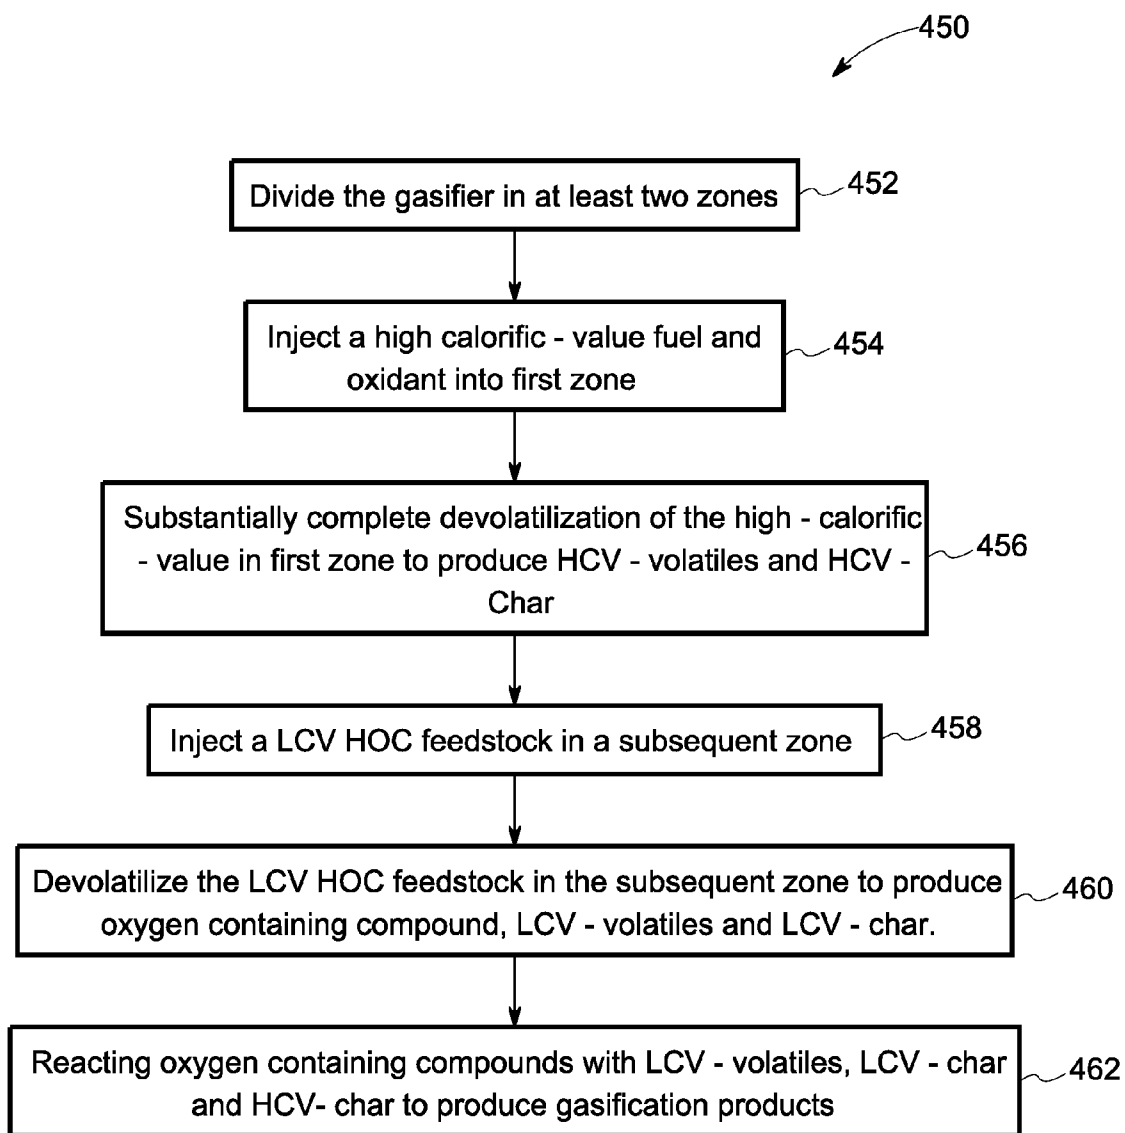 450
Divide the gasifier in at least two zones
452
Inject a high calorific - value fuel and
oxidant into first zone
454
Substantially complete devolatilization of the high - calorific
- value in first zone to produce HCV - volatiles and HCV -
Char
456
Inject a LCV HOC feedstock in a subsequent zone
458
Devolatilize the LCV HOC feedstock in the subsequent zone to produce
oxygen containing compound, LCV - volatiles and LCV - char.
460
Reacting oxygen containing compounds with LCV - volatiles, LCV - char
and HCV- char to produce gasification products
462